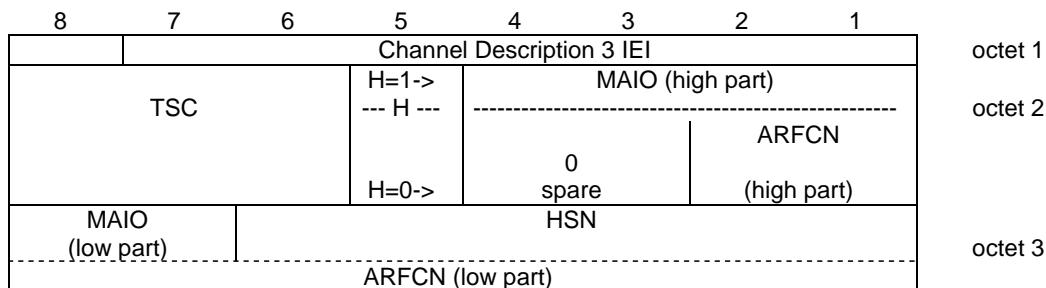 8 7 6 5 4 3 2 1
Channel Description 3 IEI octet 1
H=1-> MAIO (high part)
TSC --- H --- ----------------------------------------------------- octet 2
ARFCN
0
H=0-> spare (high part)
MAIO HSN
(low part) octet 3
ARFCN (low part)